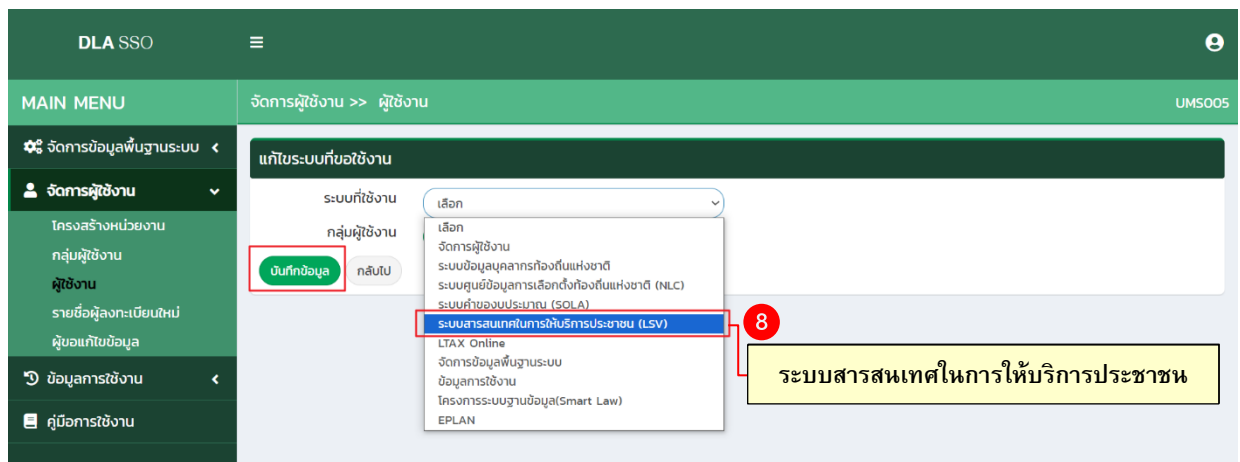 DLA SSO
MAIN MENU
จัดการผู้ใช้งาน >> ผู้ใช้งาน
UMS005
จัดการข้อมูลพื้นฐานระบบ
จัดการผู้ใช้งาน
โครงสร้างหน่วยงาน
กลุ่มผู้ใช้งาน
ผู้ใช้งาน
รายชื่อผู้ลงทะเบียนใหม่
ผู้ขอแก้ไขข้อมูล
ข้อมูลการใช้งาน
คู่มือการใช้งาน
แก้ไขระบบที่ขอใช้งาน
ระบบที่ใช้งาน
เลือก
กลุ่มผู้ใช้งาน
บันทึกข้อมูล
กลับไป
เลือก
จัดการผู้ใช้งาน
ระบบข้อมูลบุคลากรท้องถิ่นแห่งชาติ
ระบบศูนย์ข้อมูลการเลือกตั้งท้องถิ่นแห่งชาติ (NLC)
ระบบคำของบประมาณ (SOLA)
ระบบสารสนเทศในการให้บริการประชาชน (LSV)
LTAX Online
จัดการข้อมูลพื้นฐานระบบ
ข้อมูลการใช้งาน
โครงการระบบฐานข้อมูล(Smart Law)
EPLAN
8
ระบบสารสนเทศในการให้บริการประชาชน